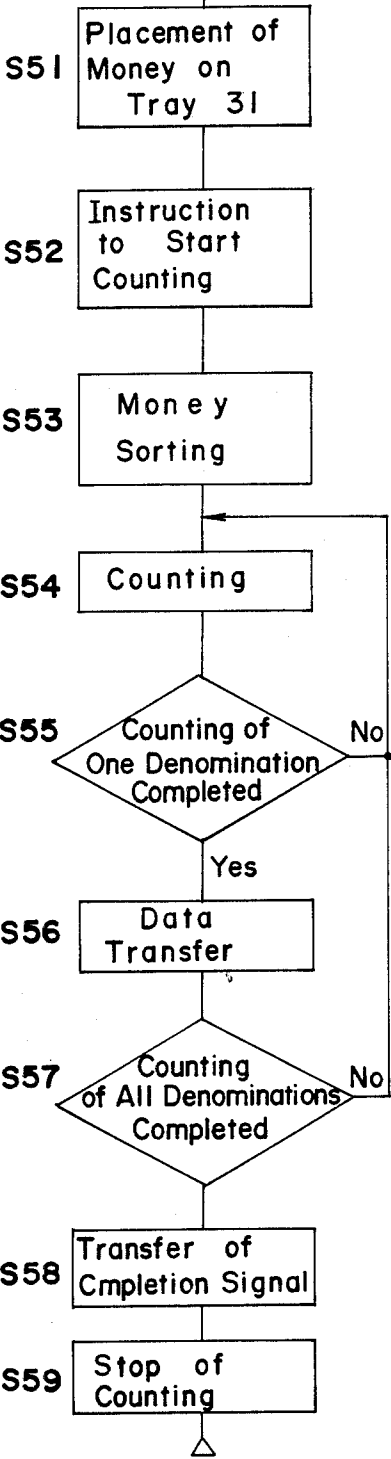 S51
Placement of
Money on
Tray 31
S52
Instruction
to Start
Counting
S53
Money
Sorting
S54
Counting
S55
Counting of
One Denomination
Completed
No
Yes
S56
Data
Transfer
S57
Counting
of All Denominations
Completed
No
S58
Transfer of
Cmpletion Signal
S59
Stop of
Counting